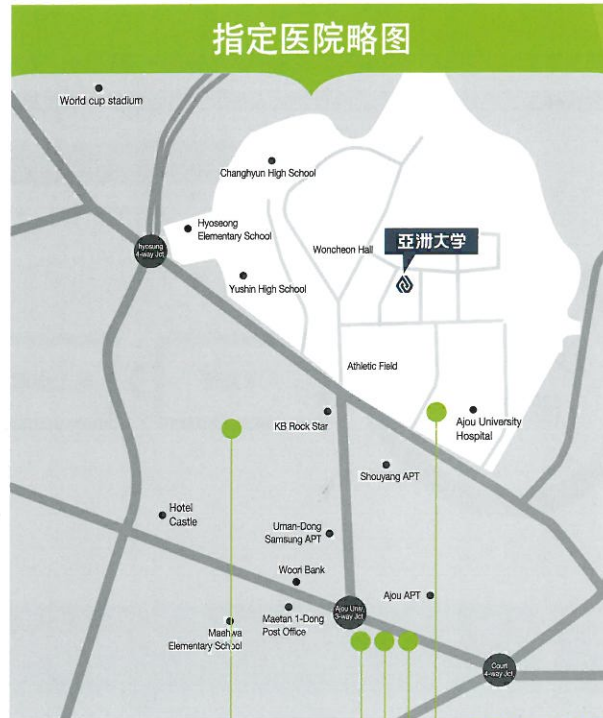 指定医院略图
World cup stadium
Changhyun High School
Hyoseong
Elementary School
亞洲大学
Woncheon Hall
Hyosung
4-way Jct
Yushin High School
Athletic Field
KB Rock Star
Ajou University
Hospital
Shouyang APT
Hotel
Castle
Uman-Dong
Samsung APT
Woori Bank
Ajou APT
Maetan 1-Dong
Post Office
Ajou Univ.
3-way Jct
Maehwa
Elementary School
Court
4-way Jct